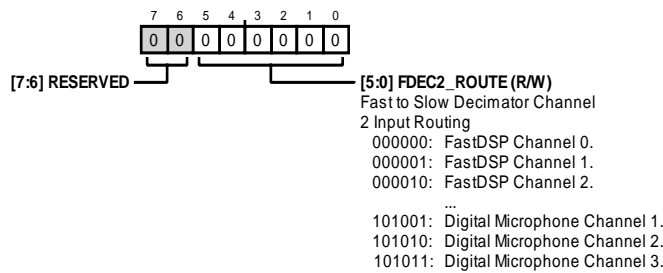 7 6 5 4 3 2 1 0
0 0 0 0 0 0 0 0
[7:6] RESERVED
[5:0] FDEC2_ROUTE (R/W)
Fast to Slow Decimator Channel
2 Input Routing
000000: FastDSP Channel 0.
000001: FastDSP Channel 1.
000010: FastDSP Channel 2.
...
101001: Digital Microphone Channel 1.
101010: Digital Microphone Channel 2.
101011: Digital Microphone Channel 3.